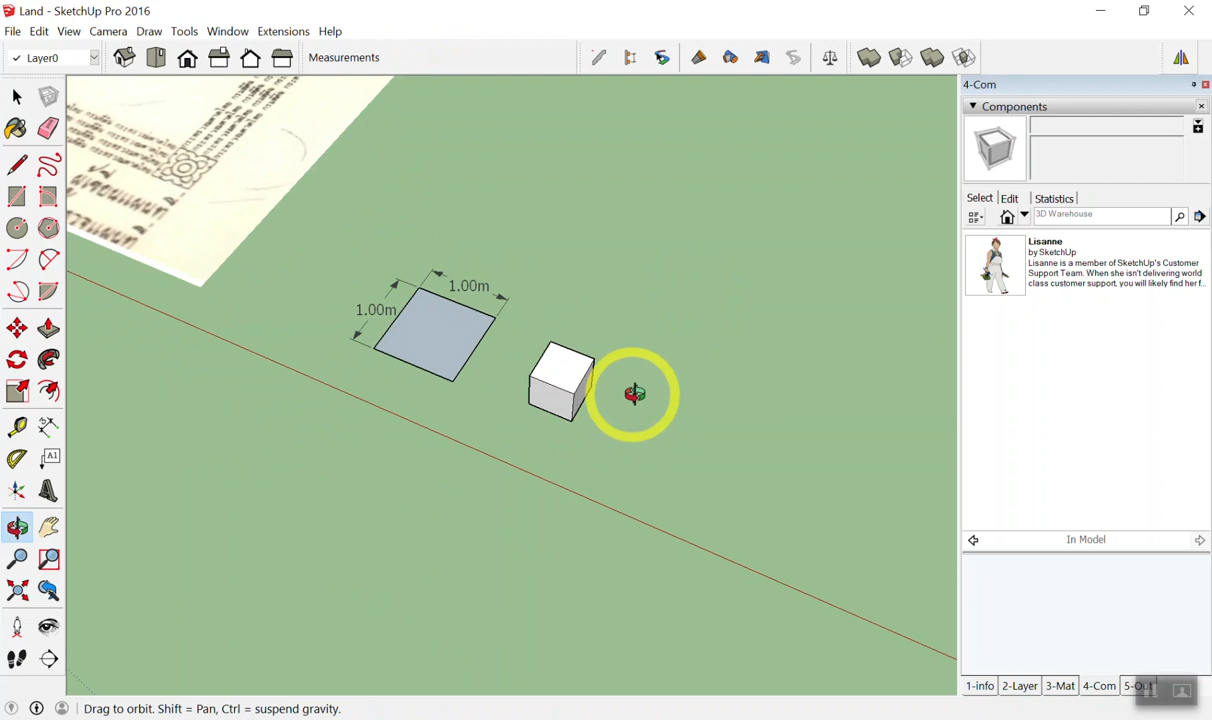 Land - SketchUp Pro 2016
File Edit View Camera Draw Tools Window Extensions Help
Layer0
Measurements
4-Com
Components
Select Edit Statistics
3D Warehouse
Lisanne
by SketchUp
Lisanne is a member of SketchUp's Customer
Support Team. When she isn't delivering world
class customer support, you will likely find her f...
1.00m
1.00m
A1
In Model
1-info 2-Layer 3-Mat 4-Com 5-Out
Drag to orbit. Shift = Pan, Ctrl = suspend gravity.